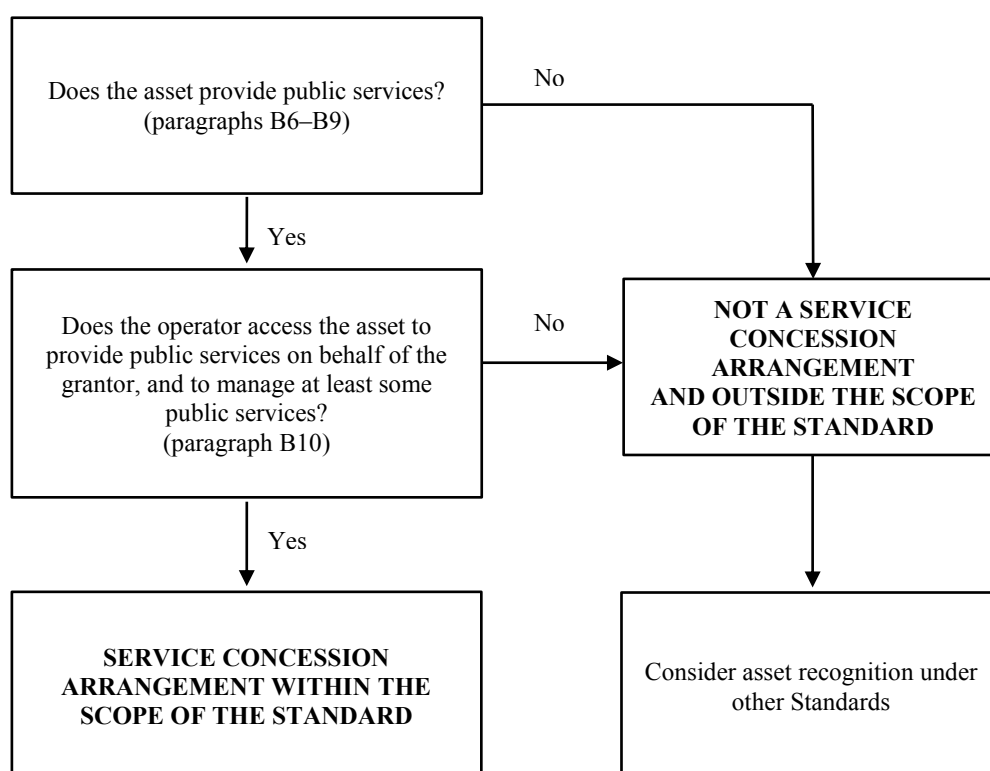 Does the asset provide public services?
(paragraphs B6–B9)
No
Yes
Does the operator access the asset to
provide public services on behalf of the
grantor, and to manage at least some
public services?
(paragraph B10)
No
NOT A SERVICE
CONCESSION
ARRANGEMENT
AND OUTSIDE THE SCOPE
OF THE STANDARD
Yes
SERVICE CONCESSION
ARRANGEMENT WITHIN THE
SCOPE OF THE STANDARD
Consider asset recognition under
other Standards